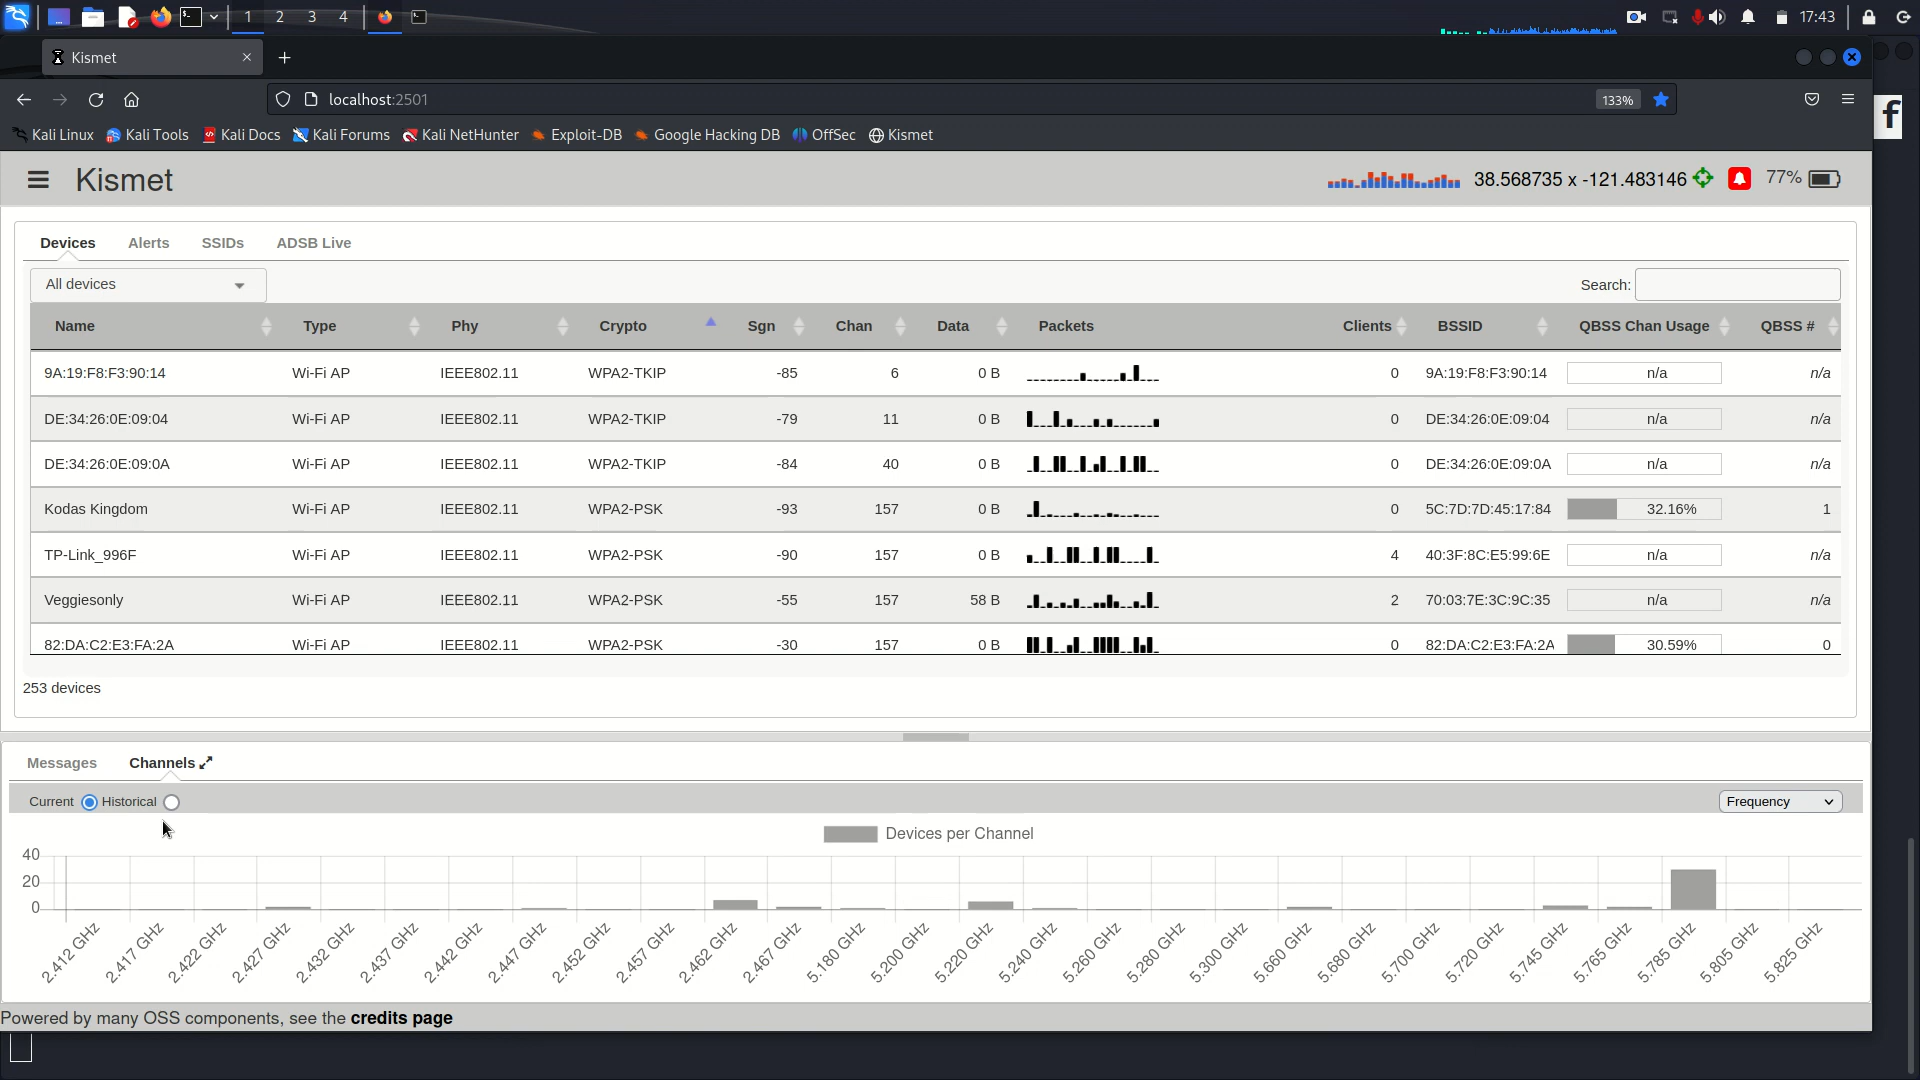 1 2 3 4 17:43
Kismet
localhost:2501 133%
Kali Linux Kali Tools Kali Docs Kali Forums Kali NetHunter Exploit-DB Google Hacking DB OffSec Kismet
f
Kismet 38.568735 x -121.483146 77%
Devices Alerts SSIDs ADSB Live
All devices Search:
Name Type Phy Crypto Sgn Chan Data Packets Clients BSSID QBSS Chan Usage QBSS #
9A:19:F8:F3:90:14 Wi-Fi AP IEEE802.11 WPA2-TKIP -85 6 0 B 0 9A:19:F8:F3:90:14 n/a n/a
DE:34:26:0E:09:04 Wi-Fi AP IEEE802.11 WPA2-TKIP -79 11 0 B 0 DE:34:26:0E:09:04 n/a n/a
DE:34:26:0E:09:0A Wi-Fi AP IEEE802.11 WPA2-TKIP -84 40 0 B 0 DE:34:26:0E:09:0A n/a n/a
Kodas Kingdom Wi-Fi AP IEEE802.11 WPA2-PSK -93 157 0 B 0 5C:7D:7D:45:17:84 32.16% 1
TP-Link_996F Wi-Fi AP IEEE802.11 WPA2-PSK -90 157 0 B 4 40:3F:8C:E5:99:6E n/a n/a
Veggiesonly Wi-Fi AP IEEE802.11 WPA2-PSK -55 157 58 B 2 70:03:7E:3C:9C:35 n/a n/a
82:DA:C2:E3:FA:2A Wi-Fi AP IEEE802.11 WPA2-PSK -30 157 0 B 0 82:DA:C2:E3:FA:2A 30.59% 0
253 devices
Messages Channels
Current Historical Frequency
Devices per Channel
40
20
0
2.412 GHz 2.417 GHz 2.422 GHz 2.427 GHz 2.432 GHz 2.437 GHz 2.442 GHz 2.447 GHz 2.452 GHz 2.457 GHz 2.462 GHz 2.467 GHz 5.180 GHz 5.200 GHz 5.220 GHz 5.240 GHz 5.260 GHz 5.280 GHz 5.300 GHz 5.660 GHz 5.680 GHz 5.700 GHz 5.720 GHz 5.745 GHz 5.765 GHz 5.785 GHz 5.805 GHz 5.825 GHz
Powered by many OSS components, see the credits page